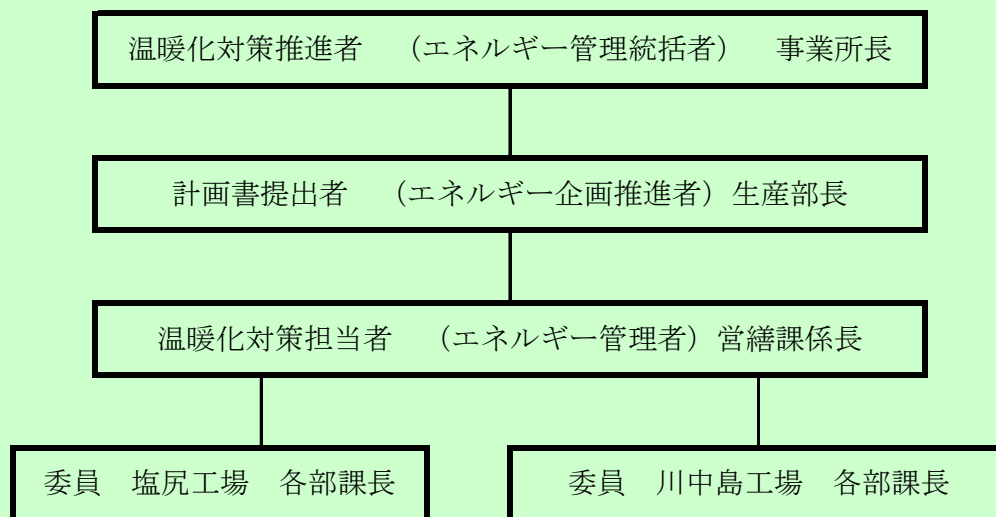 温暖化対策推進者　（エネルギー管理統括者）　事業所長
計画書提出者　（エネルギー企画推進者）生産部長
温暖化対策担当者　（エネルギー管理者）営繕課係長
委員　塩尻工場　各部課長
委員　川中島工場　各部課長